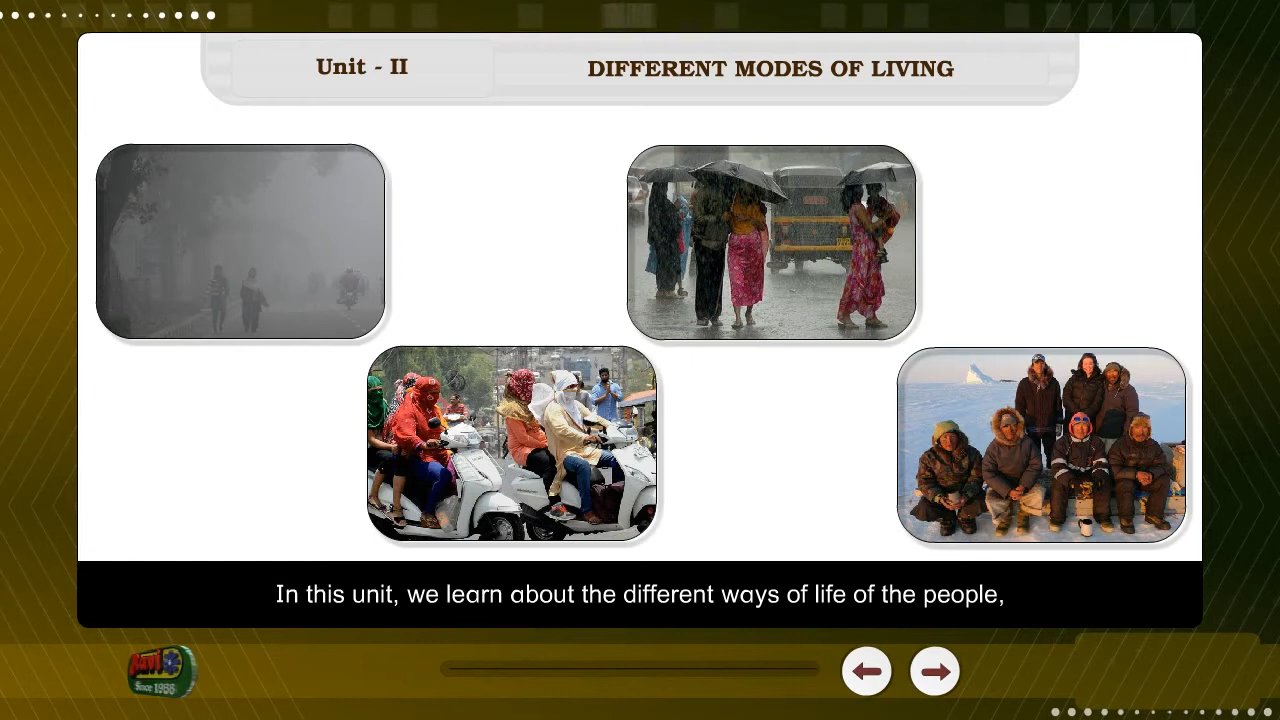 Unit - II
DIFFERENT MODES OF LIVING
In this unit, we learn about the different ways of life of the people,
Navi
Since 1988